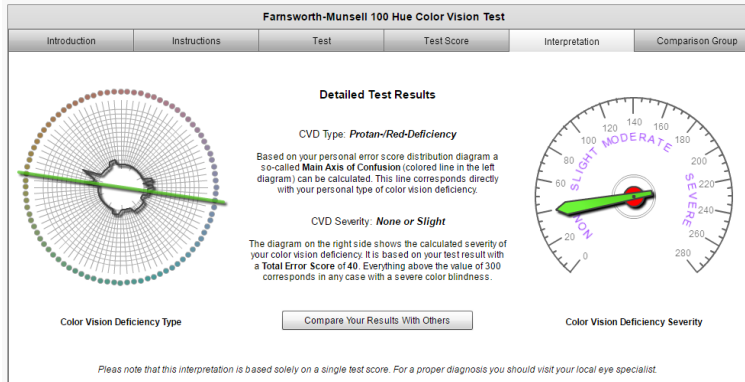 Farnsworth-Munsell 100 Hue Color Vision Test
Introduction
Instructions
Test
Test Score
Interpretation
Comparison Group
Detailed Test Results
CVD Type: Protan-/Red-Deficiency
Based on your personal error score distribution diagram a
so-called Main Axis of Confusion (colored line in the left
diagram) can be calculated. This line corresponds directly
with your personal type of color vision deficiency.
CVD Severity: None or Slight
The diagram on the right side shows the calculated severity of
your color vision deficiency. It is based on your test result with
a Total Error Score of 40. Everything above the value of 300
corresponds in any case with a severe color blindness.
Color Vision Deficiency Type
Compare Your Results With Others
0
20
60
80
100
120
140
160
180
200
220
240
260
280
SLIGHT
MODERATE
SEVERE
Color Vision Deficiency Severity
Pleas note that this interpretation is based solely on a single test score. For a proper diagnosis you should visit your local eye specialist.